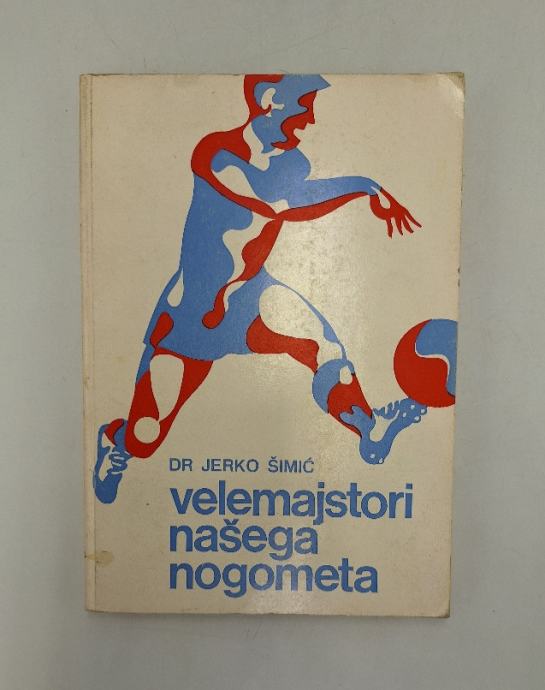 DR JERKO ŠIMIĆ
velemajstori
našega
nogometa